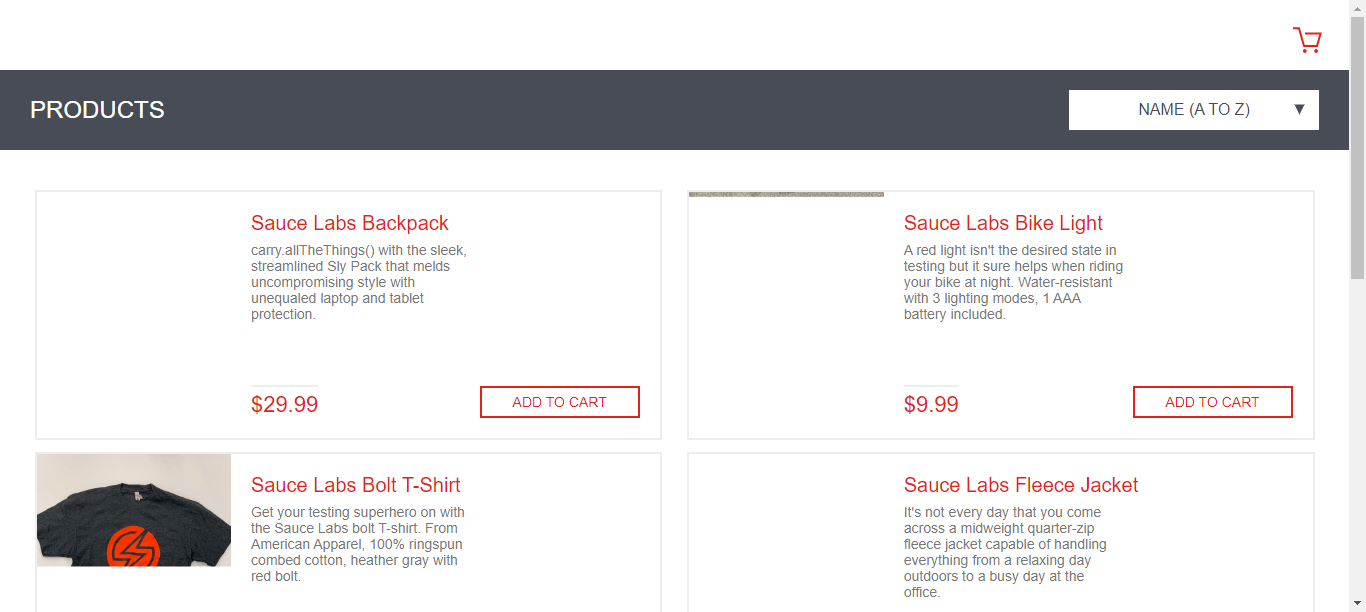 PRODUCTS
NAME (A TO Z)
Sauce Labs Backpack
carry.allTheThings() with the sleek,
streamlined Sly Pack that melds
uncompromising style with
unequaled laptop and tablet
protection.
$29.99
ADD TO CART
Sauce Labs Bike Light
A red light isn't the desired state in
testing but it sure helps when riding
your bike at night. Water-resistant
with 3 lighting modes, 1 AAA
battery included.
$9.99
ADD TO CART
Sauce Labs Bolt T-Shirt
Get your testing superhero on with
the Sauce Labs bolt T-shirt. From
American Apparel, 100% ringspun
combed cotton, heather gray with
red bolt.
Sauce Labs Fleece Jacket
It's not every day that you come
across a midweight quarter-zip
fleece jacket capable of handling
everything from a relaxing day
outdoors to a busy day at the
office.